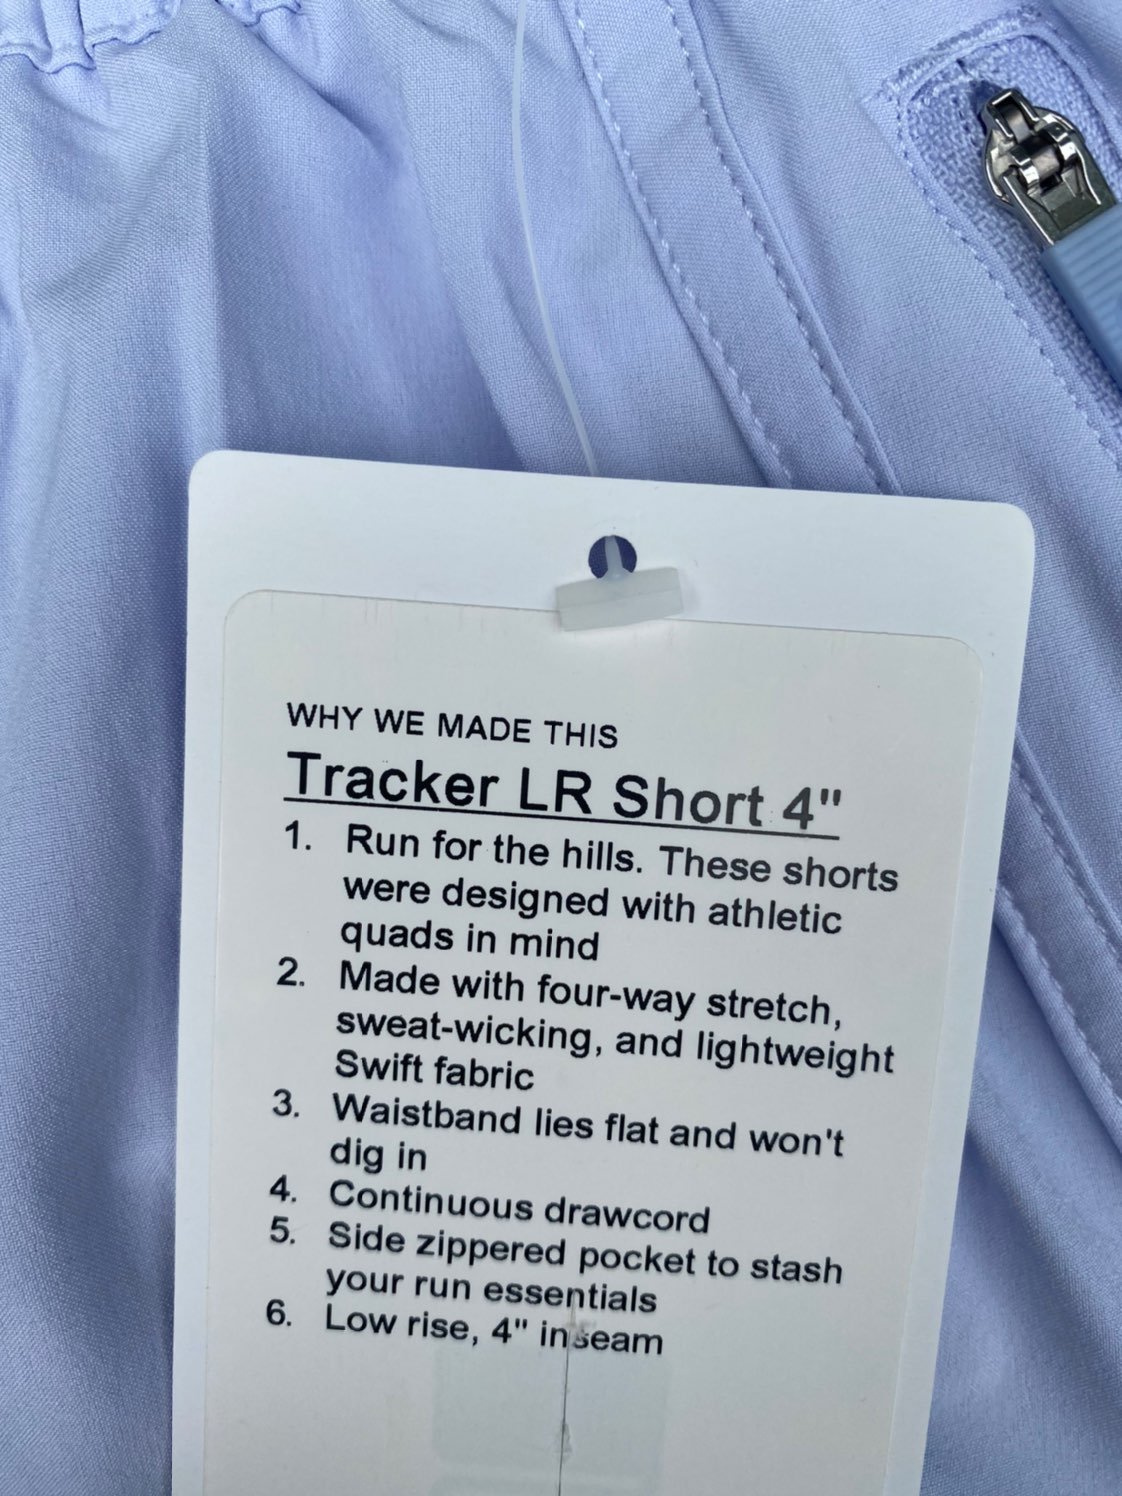 WHY WE MADE THIS
Tracker LR Short 4"
1. Run for the hills. These shorts
were designed with athletic
quads in mind
2. Made with four-way stretch,
sweat-wicking, and lightweight
Swift fabric
3. Waistband lies flat and won't
dig in
4. Continuous drawcord
5. Side zippered pocket to stash
your run essentials
6. Low rise, 4" inseam